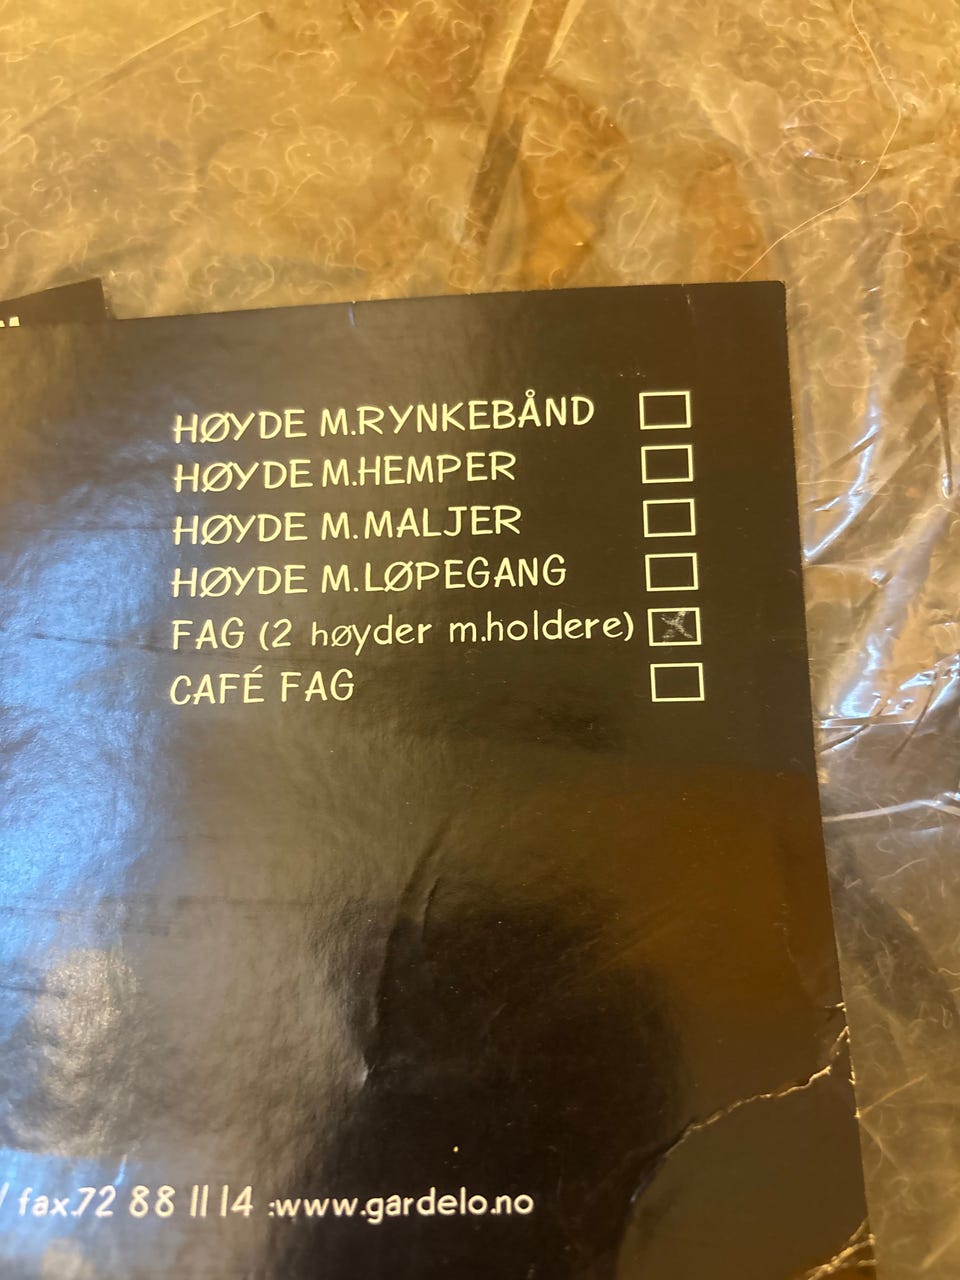 HØYDE M.RYNKEBÅND
HØYDE M.HEMPER
HØYDE M.MALJER
HØYDE M.LØPEGANG
FAG (2 høyder m.holdere)
CAFÉ FAG
/ fax.72 88 11 14 :www.gardelo.no